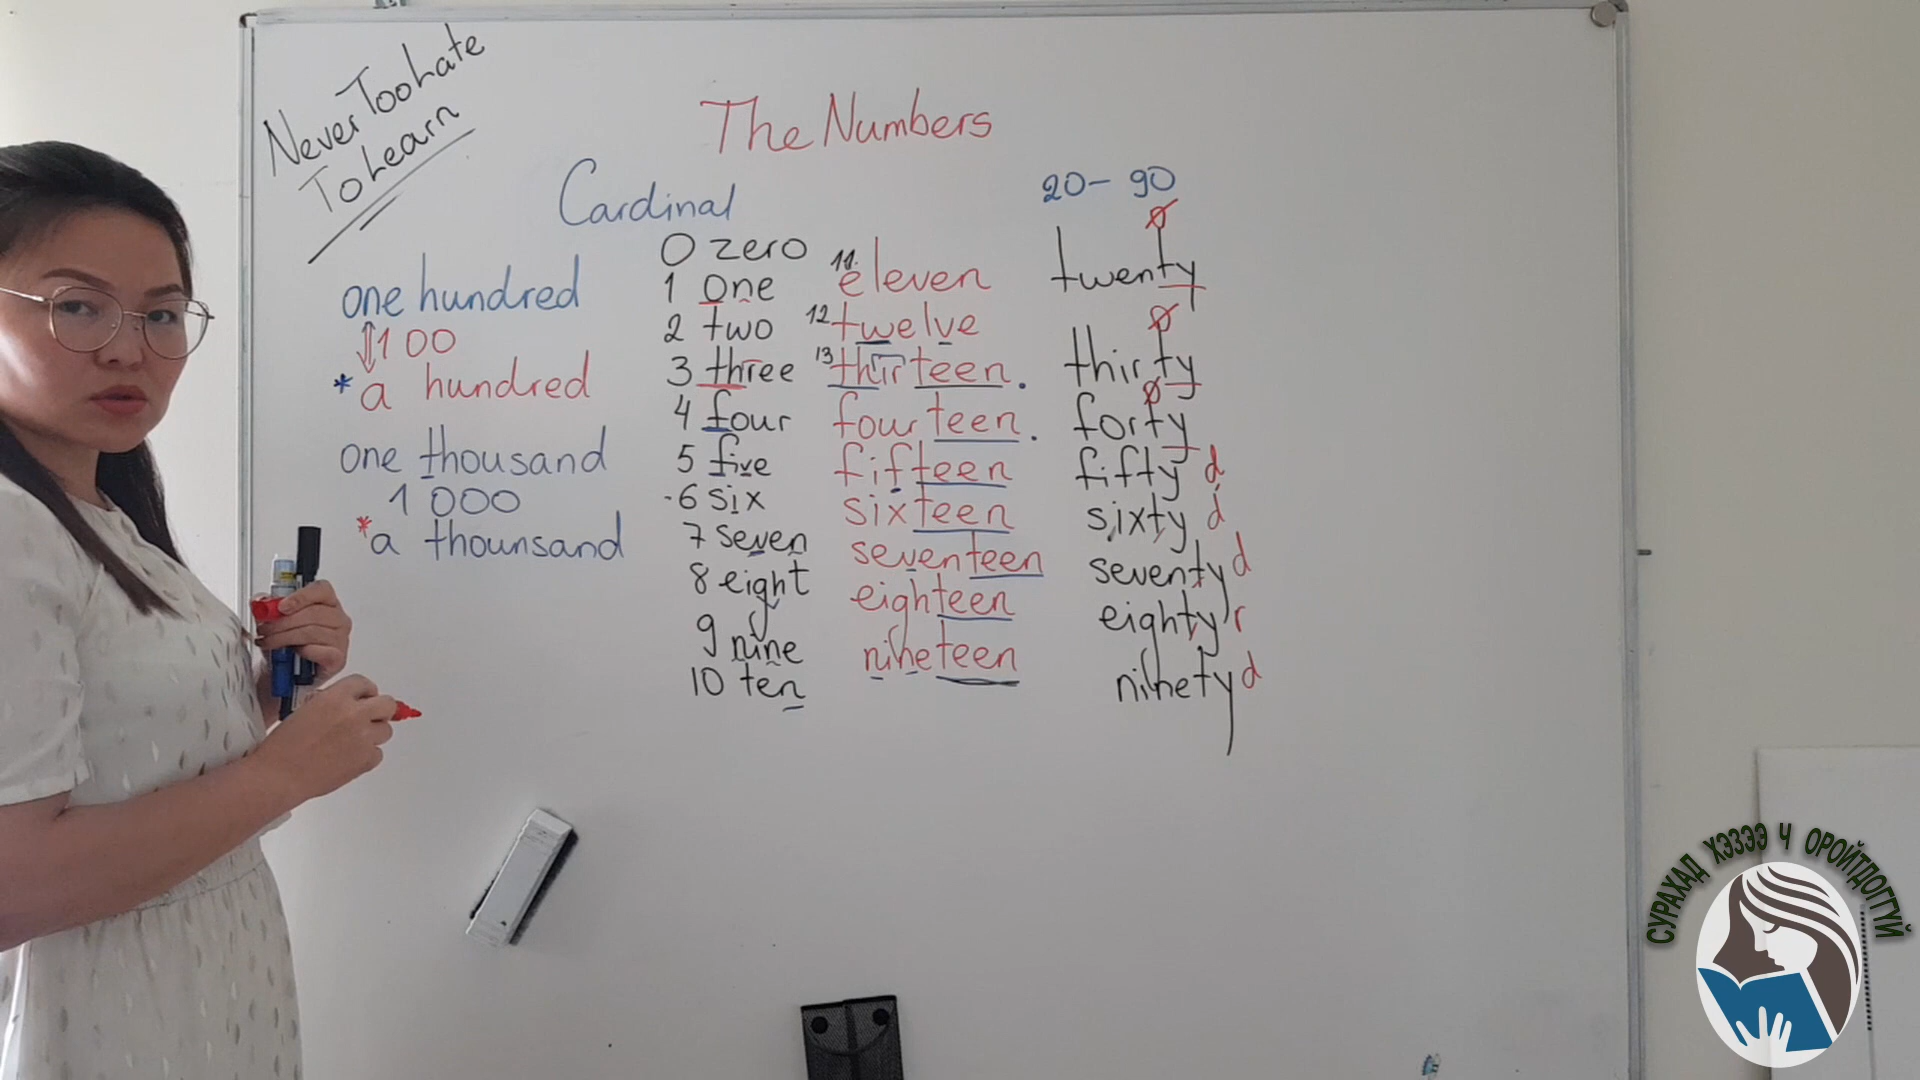 Never Too Late
To Learn
The Numbers
Cardinal
one hundred
100
* a hundred
one thousand
1 000
* a thounsand
0 zero
1 one
2 two
3 three
4 four
5 five
6 six
7 seven
8 eight
9 nine
10 ten
11. eleven
12 twelve
13 thirteen.
fourteen.
fifteen
sixteen
seventeen
eighteen
nineteen
20 - 90
twenty
thirty
forty
fifty d
sixty d
seventy d
eighty r
ninety d
СУРАХАД ХЭЗЭЭ Ч ОРОЙТДОГГҮЙ